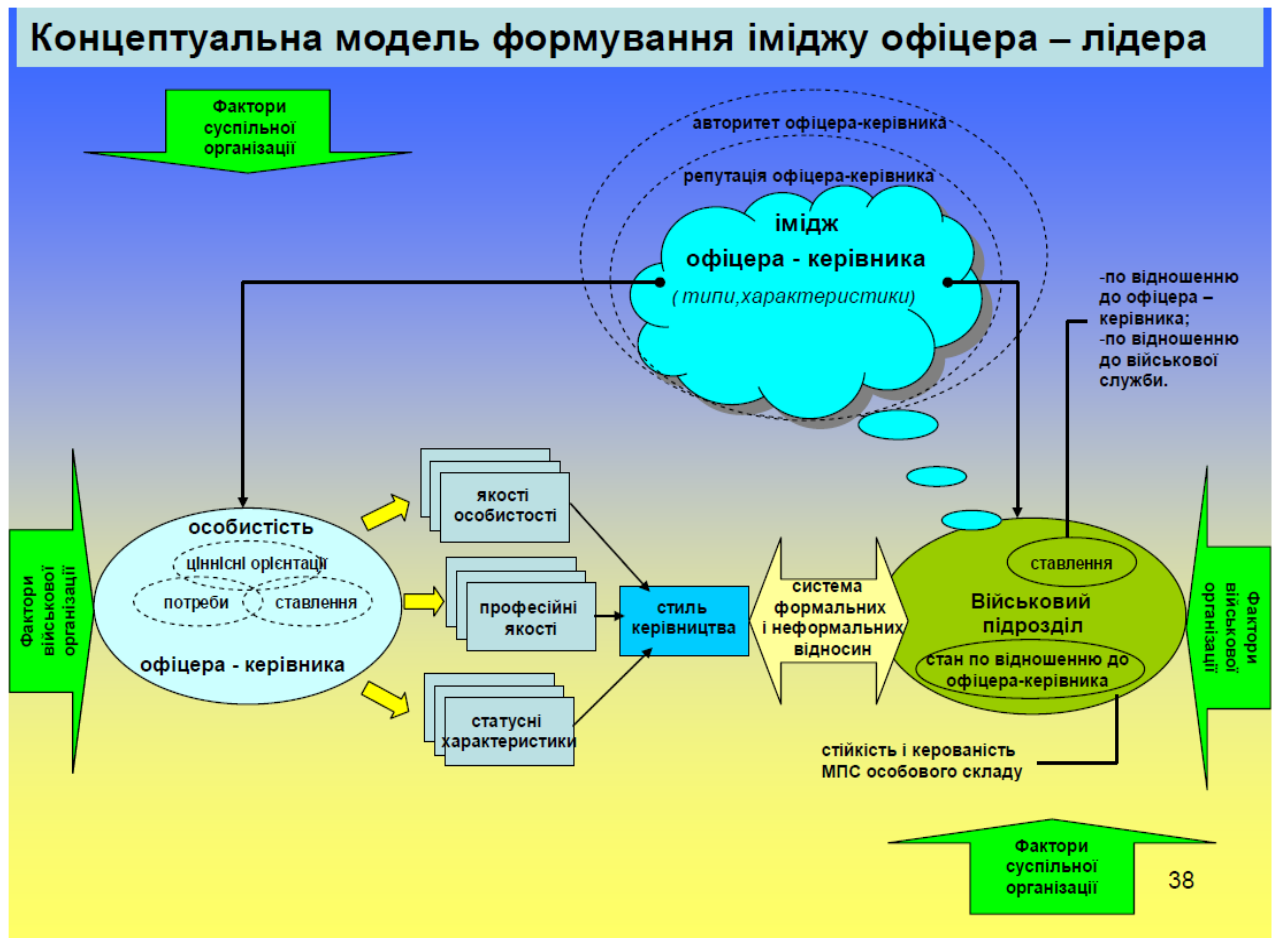 Концептуальна модель формування іміджу офіцера – лідера
Фактори
суспільної
організації
авторитет офіцера-керівника
репутація офіцера-керівника
імідж
офіцера - керівника
( типи,характеристики)
-по відношенню
до офіцера –
керівника;
-по відношенню
до військової
служби.
Фактори
військової
організації
особистість
ціннісні орієнтації
потреби
ставлення
офіцера - керівника
якості
особистості
професійні
якості
статусні
характеристики
стиль
керівництва
система
формальних
і неформальних
відносин
ставлення
Військовий
підрозділ
стан по відношенню до
офіцера-керівника
Фактори
військової
організації
стійкість і керованість
МПС особового складу
Фактори
суспільної
організації
38